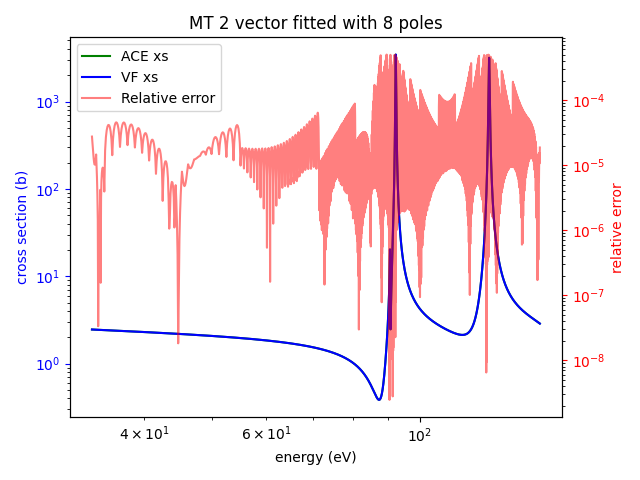 MT 2 vector fitted with 8 poles
ACE xs
VF xs
Relative error
cross section (b)
10³
10²
10¹
10⁰
10⁻⁴
10⁻⁵
10⁻⁶
10⁻⁷
10⁻⁸
relative error
4 × 10¹
6 × 10¹
10²
energy (eV)